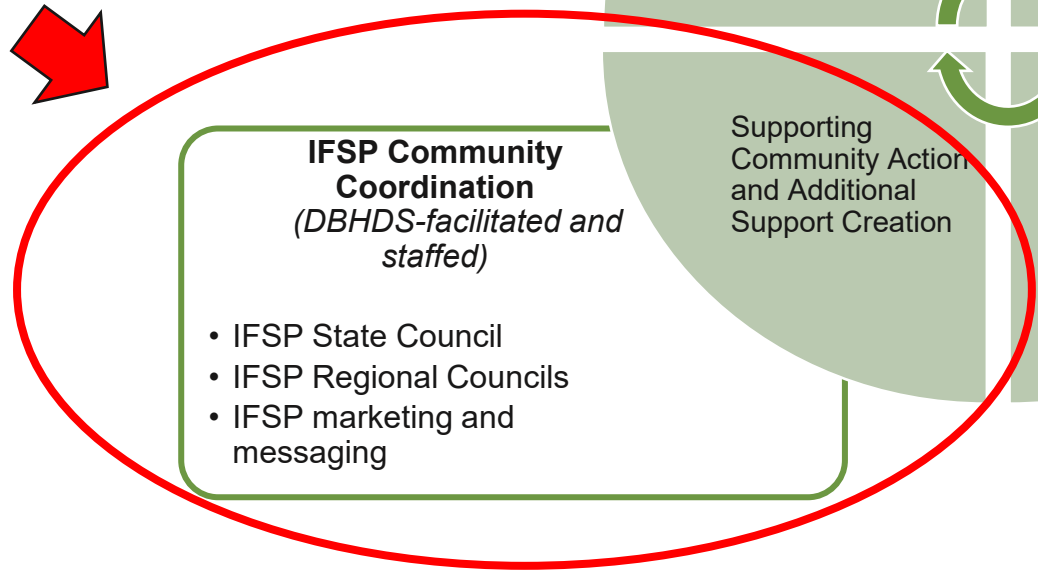 IFSP Community
Coordination
(DBHDS-facilitated and
staffed)
• IFSP State Council
• IFSP Regional Councils
• IFSP marketing and
messaging
Supporting
Community Action
and Additional
Support Creation